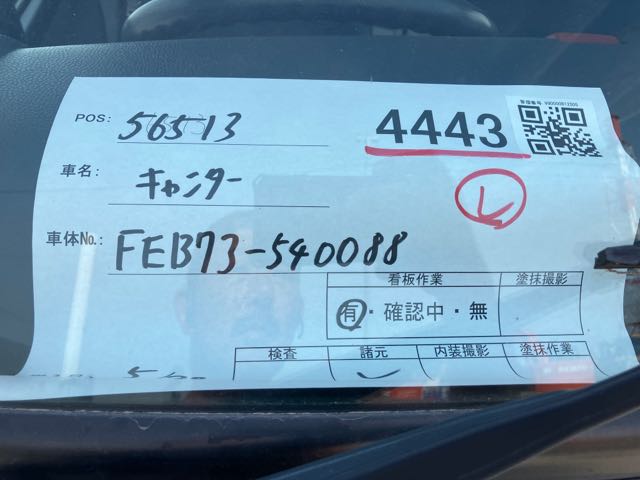 POS: 56513
4443
車名: キャンター
レ
車体No.: FEB73-540088
看板作業 塗抹撮影
有・確認中・無
検査 諸元 内装撮影 塗抹作業